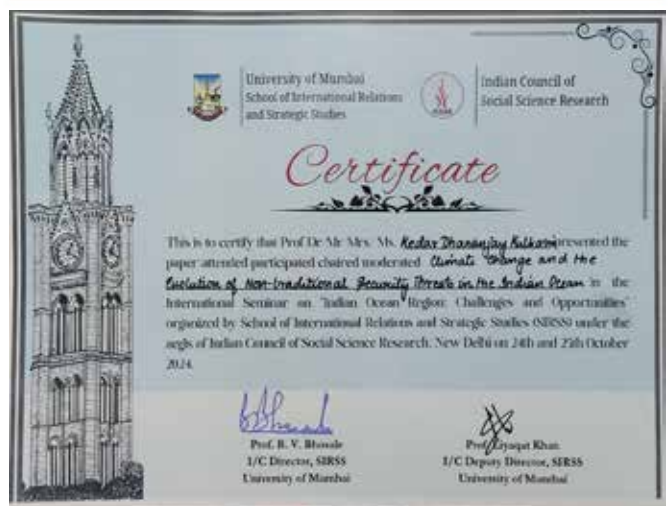 University of Mumbai
School of International Relations
and Strategic Studies
Indian Council of
Social Science Research
Certificate
This is to certify that Prof Dr Mr Mrs. Ms. Kedar Dhananjay Kulkarni presented the
paper attended participated chaired moderated Climate Change and the
Evolution of Non-traditional Security Threats in the Indian Ocean in the
International Seminar on "Indian Ocean Region: Challenges and Opportunities"
organized by School of International Relations and Strategic Studies (SIRSS) under the
aegis of Indian Council of Social Science Research, New Delhi on 24th and 25th October
2024.
Prof. B. V. Bhosale
I/C Director, SIRSS
University of Mumbai
Prof. Liyaqat Khan
I/C Deputy Director, SIRSS
University of Mumbai